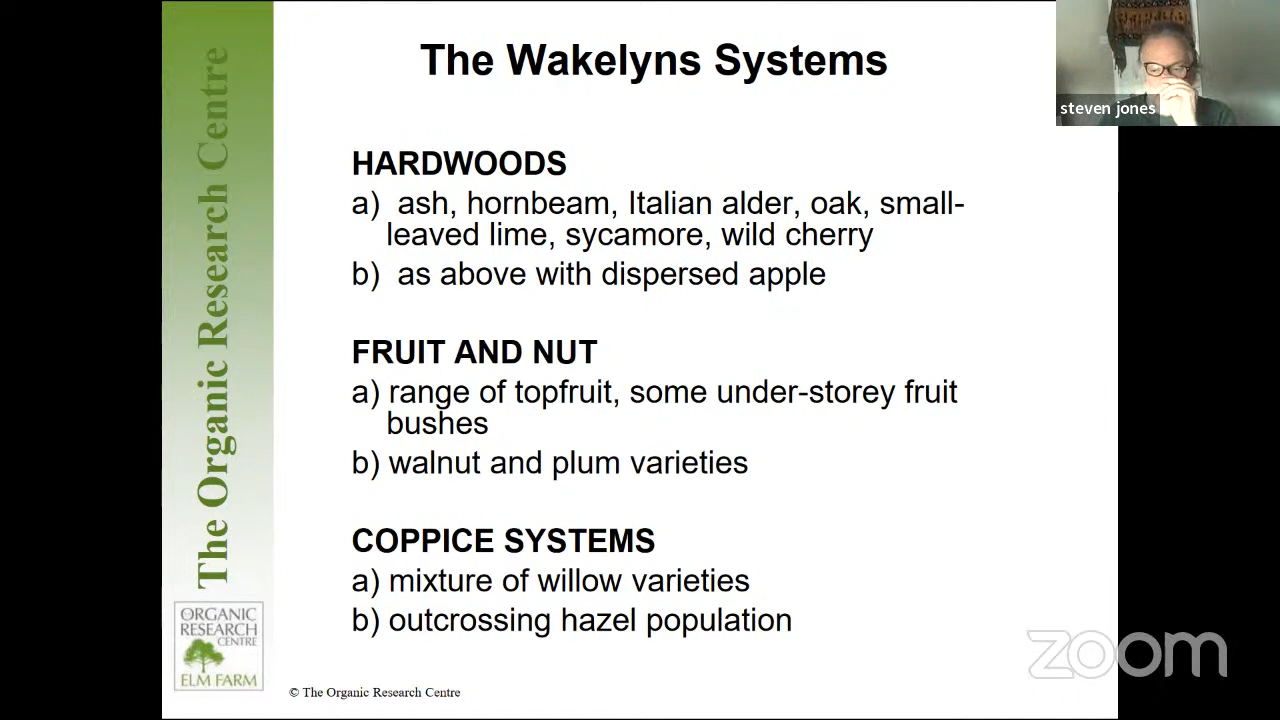 The Wakelyns Systems
steven jones
The Organic Research Centre
HARDWOODS
a) ash, hornbeam, Italian alder, oak, small-
leaved lime, sycamore, wild cherry
b) as above with dispersed apple
FRUIT AND NUT
a) range of topfruit, some under-storey fruit
bushes
b) walnut and plum varieties
COPPICE SYSTEMS
a) mixture of willow varieties
b) outcrossing hazel population
ORGANIC
RESEARCH
CENTRE
ELM FARM
zoom
© The Organic Research Centre